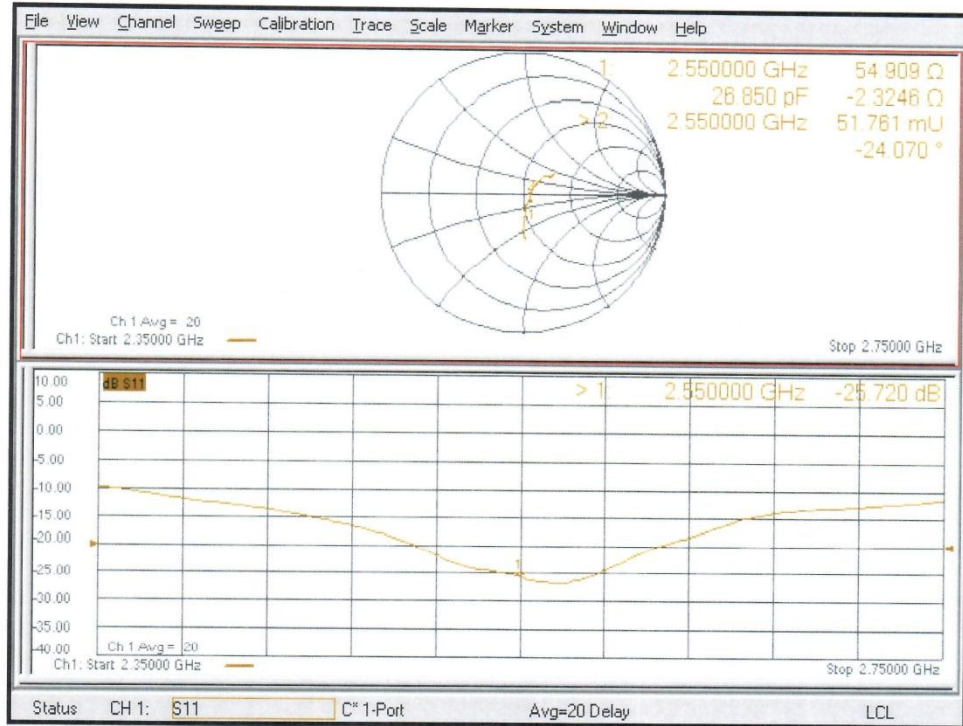 File View Channel Sweep Calibration Trace Scale Marker System Window Help
1: 2.550000 GHz 54.909 Ω
26.850 pF -2.3246 Ω
> 2: 2.550000 GHz 51.761 mU
-24.070 °
1
Ch 1 Avg = 20
Ch1: Start 2.35000 GHz
Stop 2.75000 GHz
10.00
dB S11
> 1: 2.550000 GHz -25.720 dB
5.00
0.00
-5.00
-10.00
-15.00
-20.00
-25.00
1
-30.00
-35.00
-40.00
Ch 1 Avg = 20
Ch1: Start 2.35000 GHz
Stop 2.75000 GHz
Status CH 1: S11 C* 1-Port Avg=20 Delay LCL